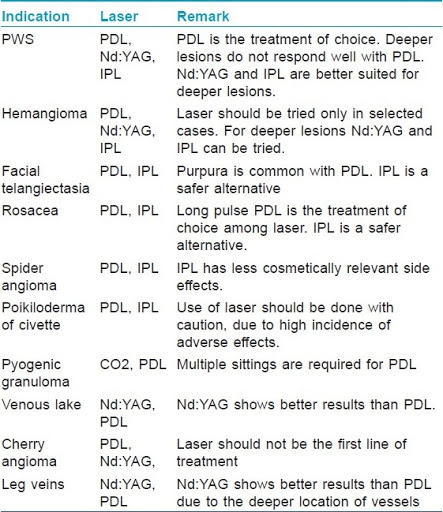 Indication Laser Remark
PWS PDL, PDL is the treatment of choice. Deeper
Nd:YAG, lesions do not respond well with PDL.
IPL Nd:YAG and IPL are better suited for
deeper lesions.
Hemangioma PDL, Laser should be tried only in selected
Nd:YAG, cases. For deeper lesions Nd:YAG and
IPL IPL can be tried.
Facial PDL, IPL Purpura is common with PDL. IPL is a
telangiectasia safer alternative
Rosacea PDL, IPL Long pulse PDL is the treatment of
choice among laser. IPL is a safer
alternative.
Spider PDL, IPL IPL has less cosmetically relevant side
angioma effects.
Poikiloderma PDL, IPL Use of laser should be done with
of civette caution, due to high incidence of
adverse effects.
Pyogenic CO2, PDL Multiple sittings are required for PDL
granuloma
Venous lake Nd:YAG, Nd:YAG shows better results than PDL.
PDL
Cherry PDL, Laser should not be the first line of
angioma Nd:YAG, treatment
Leg veins Nd:YAG, Nd:YAG shows better results than PDL
PDL due to the deeper location of vessels